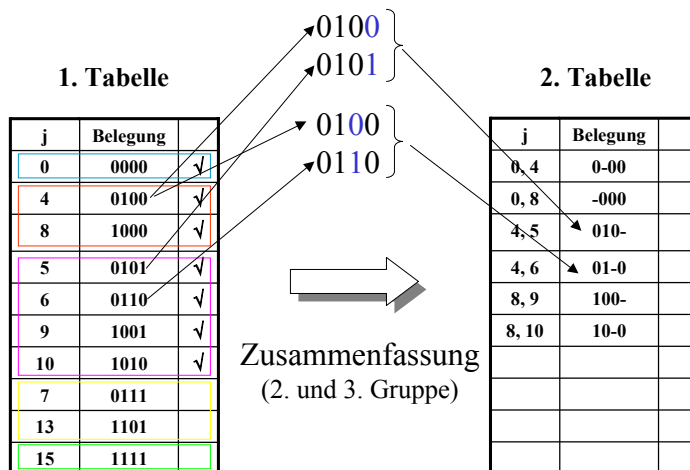 0100
0101
0100
0110
1. Tabelle
j Belegung
0 0000 √
4 0100 √
8 1000 √
5 0101 √
6 0110 √
9 1001 √
10 1010 √
7 0111
13 1101
15 1111
Zusammenfassung
(2. und 3. Gruppe)
2. Tabelle
j Belegung
0, 4 0-00
0, 8 -000
4, 5 010-
4, 6 01-0
8, 9 100-
8, 10 10-0